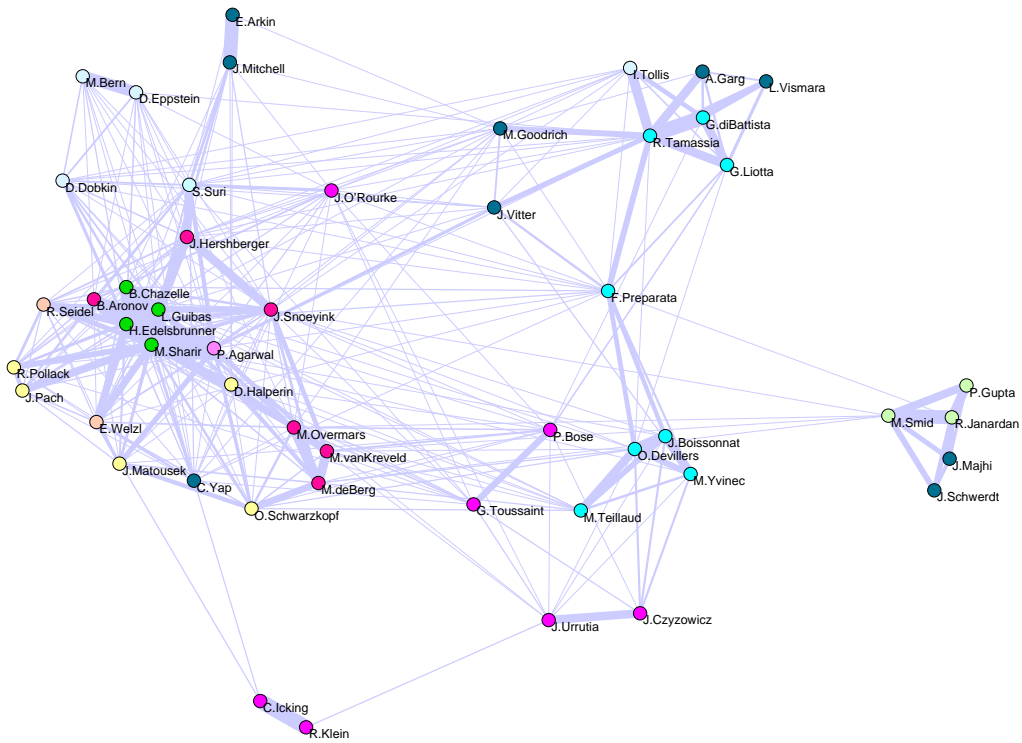 E.Arkin
J.Mitchell
I.Tollis
A.Garg
M.Bern
L.Vismara
D.Eppstein
G.diBattista
M.Goodrich
R.Tamassia
G.Liotta
D.Dobkin
S.Suri
J.O'Rourke
J.Vitter
J.Hershberger
B.Chazelle
F.Preparata
B.Aronov
R.Seidel
L.Guibas
J.Snoeyink
H.Edelsbrunner
M.Sharir
P.Agarwal
R.Pollack
D.Halperin
P.Gupta
J.Pach
M.Smid
R.Janardan
E.Welzl
M.Overmars
P.Bose
J.Boissonnat
O.Devillers
M.vanKreveld
J.Majhi
J.Matousek
M.Yvinec
C.Yap
M.deBerg
J.Schwerdt
G.Toussaint
O.Schwarzkopf
M.Teillaud
J.Czyzowicz
J.Urrutia
C.Icking
R.Klein